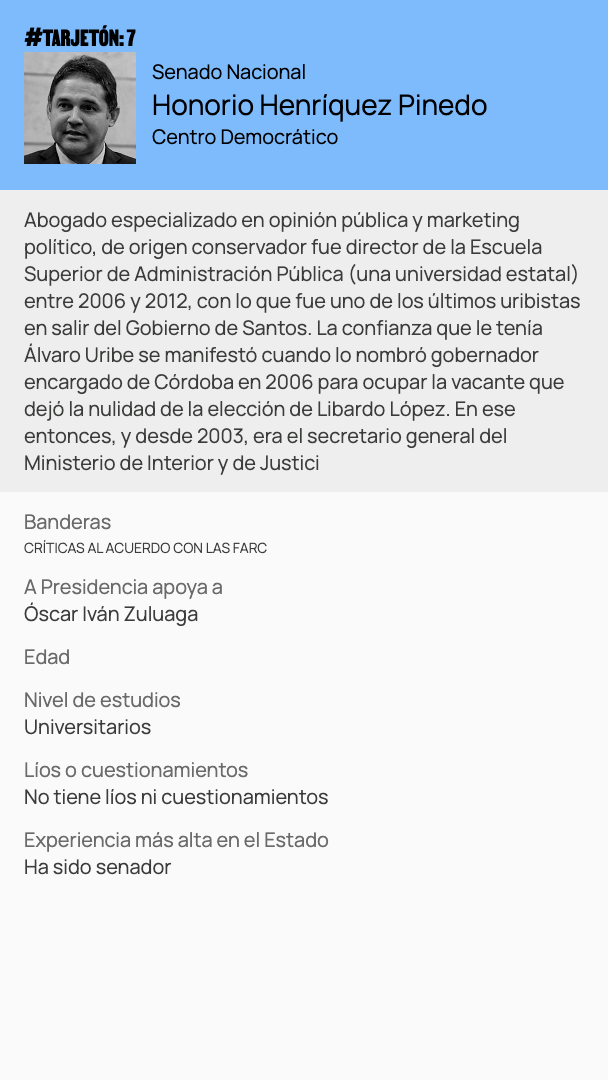 #TARJETÓN: 7
Senado Nacional
Honorio Henríquez Pinedo
Centro Democrático
Abogado especializado en opinión pública y marketing
político, de origen conservador fue director de la Escuela
Superior de Administración Pública (una universidad estatal)
entre 2006 y 2012, con lo que fue uno de los últimos uribistas
en salir del Gobierno de Santos. La confianza que le tenía
Álvaro Uribe se manifestó cuando lo nombró gobernador
encargado de Córdoba en 2006 para ocupar la vacante que
dejó la nulidad de la elección de Libardo López. En ese
entonces, y desde 2003, era el secretario general del
Ministerio de Interior y de Justici
Banderas
CRÍTICAS AL ACUERDO CON LAS FARC
A Presidencia apoya a
Óscar Iván Zuluaga
Edad
Nivel de estudios
Universitarios
Líos o cuestionamientos
No tiene líos ni cuestionamientos
Experiencia más alta en el Estado
Ha sido senador